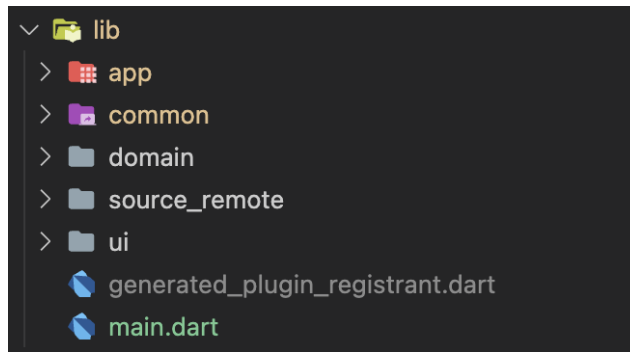 lib
app
common
domain
source_remote
ui
generated_plugin_registrant.dart
main.dart